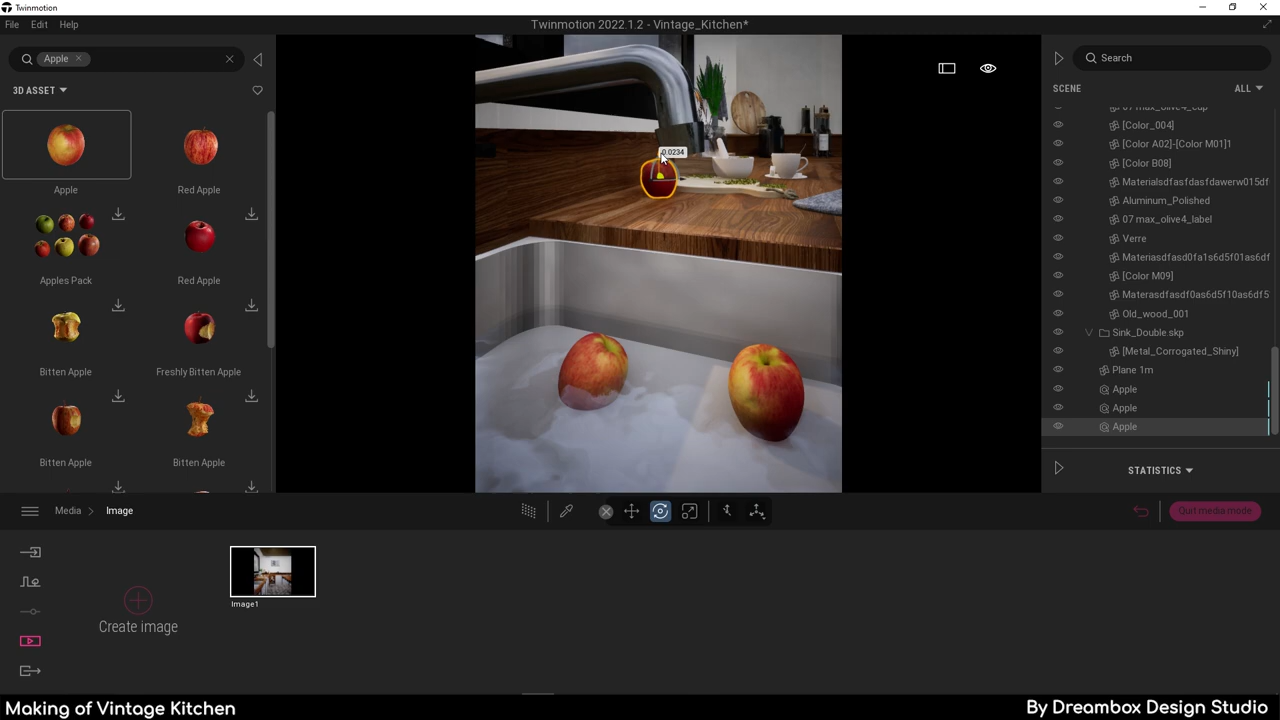 Twinmotion
File Edit Help
Twinmotion 2022.1.2 - Vintage_Kitchen*
Apple ×
3D ASSET
Apple
Red Apple
Apples Pack
Red Apple
Bitten Apple
Freshly Bitten Apple
Bitten Apple
Bitten Apple
0.0234
Search
SCENE
ALL
07 max_olive4_cup
[Color_004]
[Color A02]-[Color M01]1
[Color B08]
Materialsdfasfdasfdawerw015df
Aluminum_Polished
07 max_olive4_label
Verre
Materiasdfasd0fa1s6d5f01as6df
[Color M09]
Materasdfasdf0as6d5f10as6df5
Old_wood_001
Sink_Double.skp
[Metal_Corrogated_Shiny]
Plane 1m
Apple
Apple
Apple
STATISTICS
Media > Image
Quit media mode
Create image
Image1
Making of Vintage Kitchen
By Dreambox Design Studio